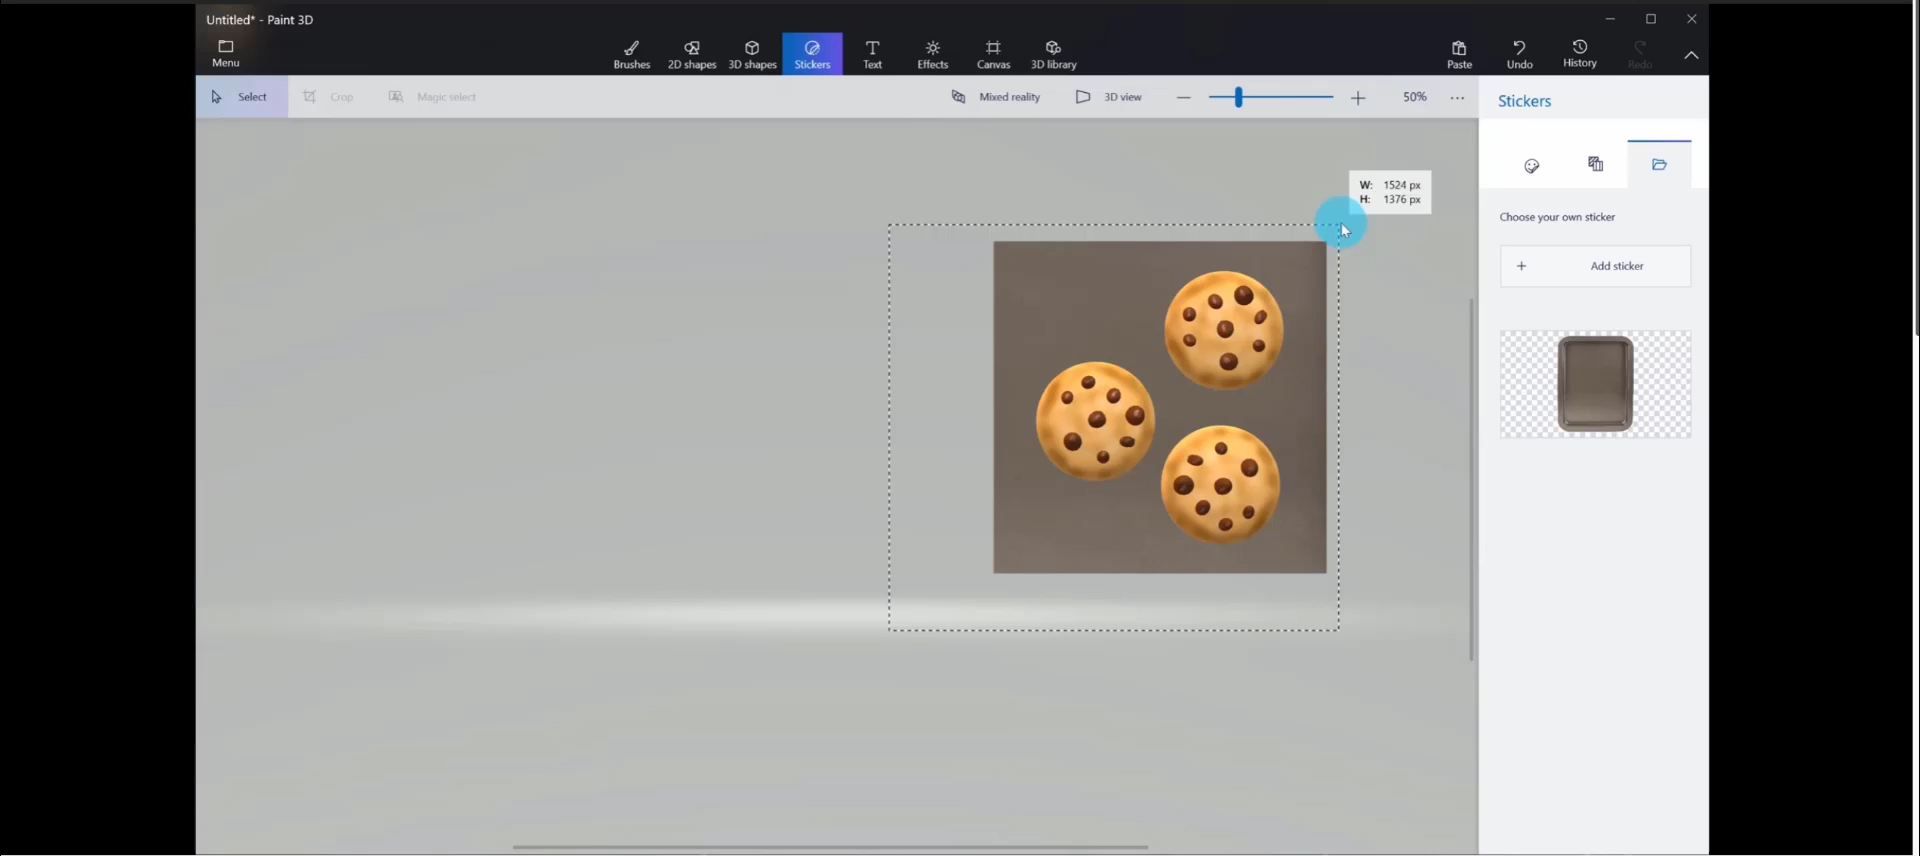 Untitled* - Paint 3D
Menu
Brushes
2D shapes
3D shapes
Stickers
Text
Effects
Canvas
3D library
Paste
Undo
History
Redo
Select
Crop
Magic select
Mixed reality
3D view
50%
Stickers
W: 1524 px
H: 1376 px
Choose your own sticker
Add sticker